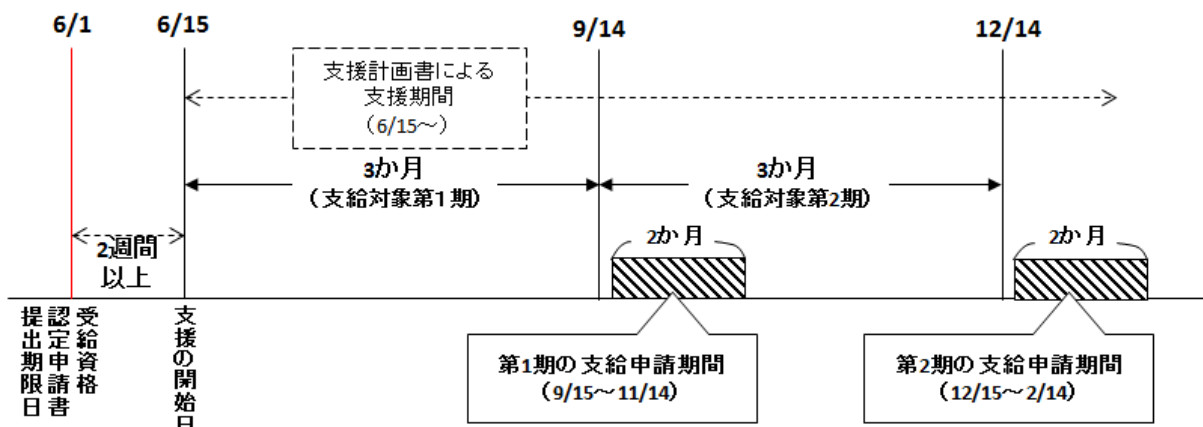 6/1
6/15
9/14
12/14
支援計画書による
支援期間
（6/15～）
3か月
（支給対象第1期）
3か月
（支給対象第2期）
2週間
以上
2か月
2か月
受給資格
認定申請書
提出期限日
支援の開始日
第1期の支給申請期間
（9/15～11/14）
第2期の支給申請期間
（12/15～2/14）